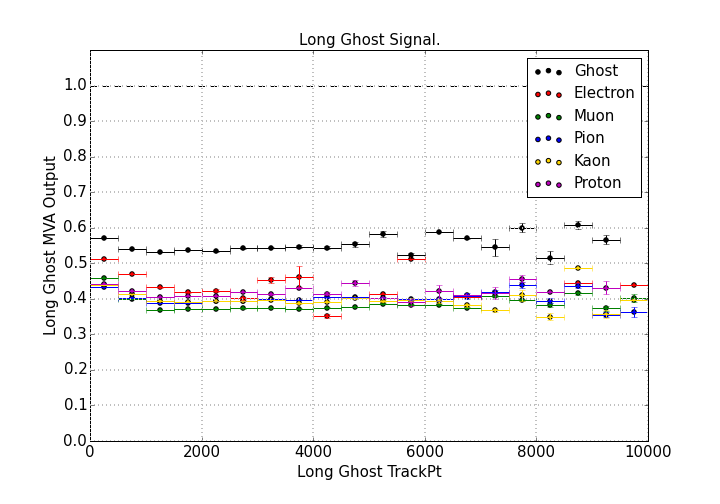 Long Ghost Signal.
1.0
0.9
0.8
0.7
0.6
0.5
0.4
0.3
0.2
0.1
0.0
Long Ghost MVA Output
Ghost
Electron
Muon
Pion
Kaon
Proton
0 2000 4000 6000 8000 10000
Long Ghost TrackPt